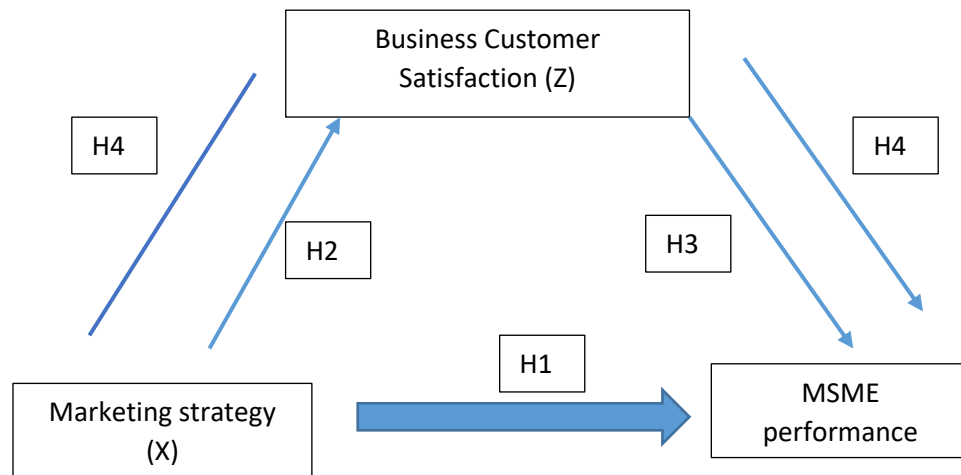 Business Customer
Satisfaction (Z)
H4
H4
H2
H3
H1
Marketing strategy
(X)
MSME
performance